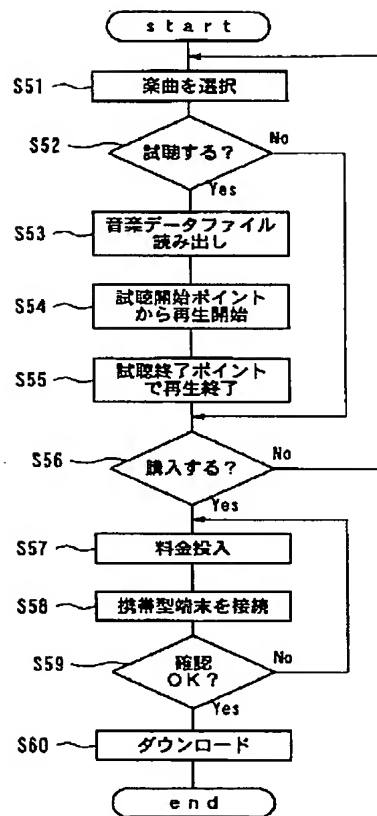 start
S51
楽曲を選択
S52
試聴する？
No
Yes
S53
音楽データファイル
読み出し
S54
試聴開始ポイント
から再生開始
S55
試聴終了ポイント
で再生終了
S56
購入する？
No
Yes
S57
料金投入
S58
携帯型端末を接続
S59
確認
OK？
No
Yes
S60
ダウンロード
end